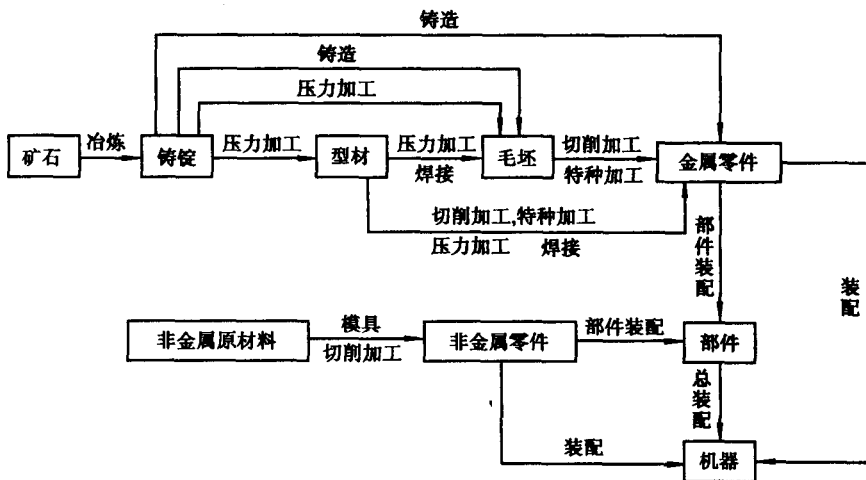 铸造
铸造
压力加工
矿石
冶炼
铸锭
压力加工
型材
压力加工
焊接
毛坯
切削加工
特种加工
金属零件
切削加工,特种加工
压力加工 焊接
部件装配
装配
非金属原材料
模具
切削加工
非金属零件
部件装配
部件
总装配
装配
机器